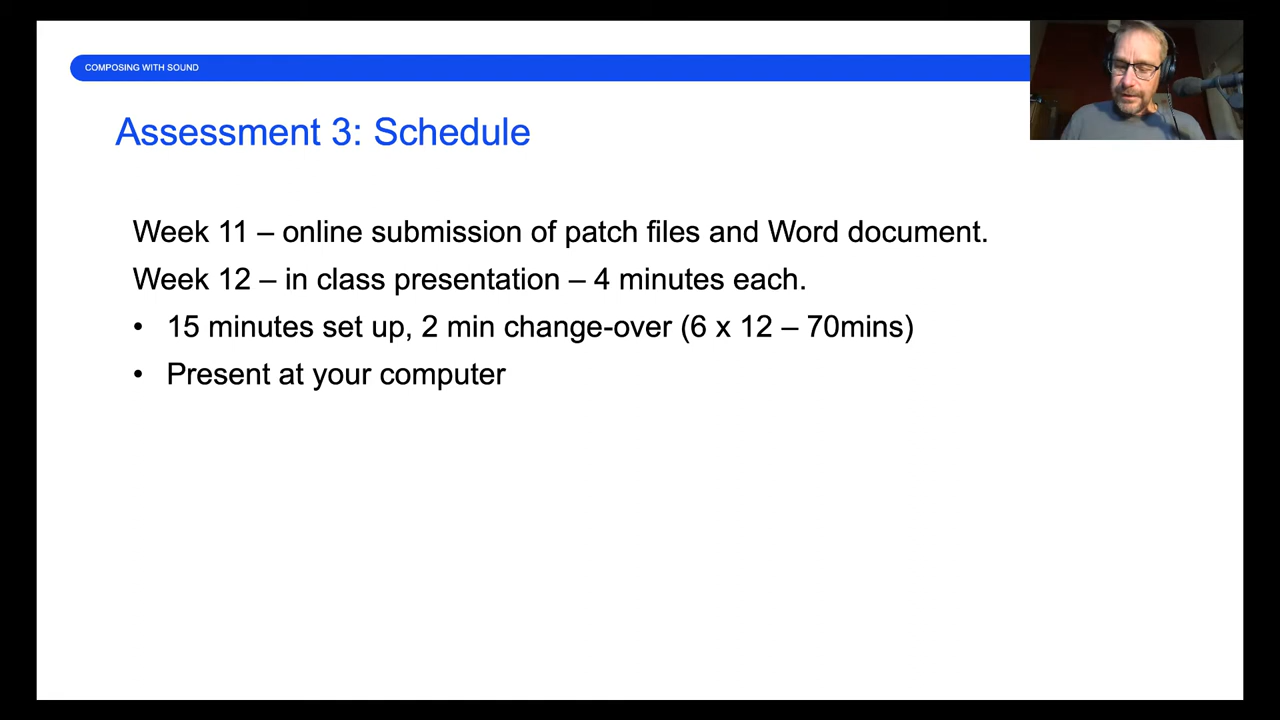 COMPOSING WITH SOUND
Assessment 3: Schedule
Week 11 – online submission of patch files and Word document.
Week 12 – in class presentation – 4 minutes each.
• 15 minutes set up, 2 min change-over (6 x 12 – 70mins)
• Present at your computer